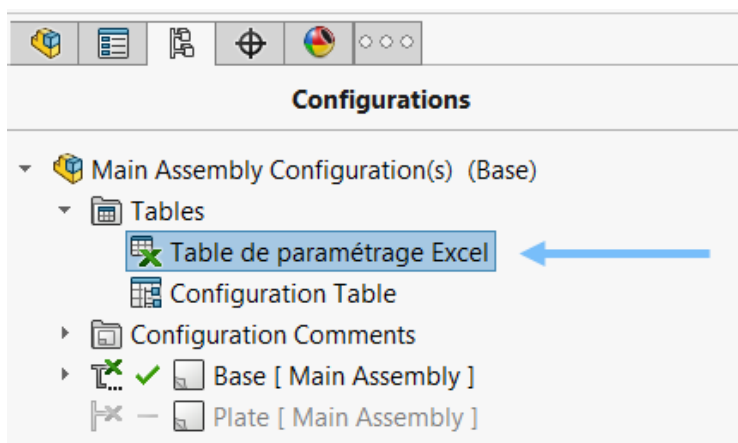 Configurations
Main Assembly Configuration(s) (Base)
Tables
Table de paramétrage Excel
Configuration Table
Configuration Comments
Base [ Main Assembly ]
Plate [ Main Assembly ]